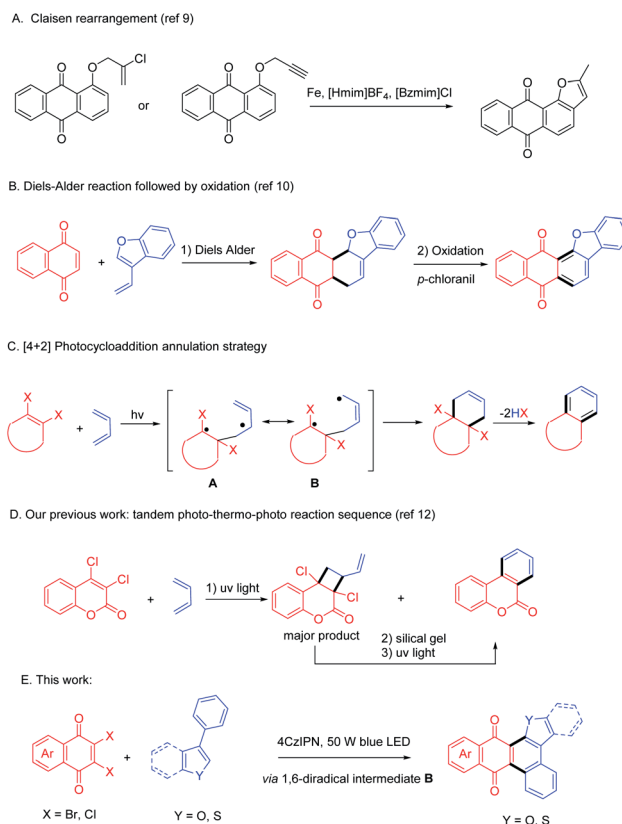 A. Claisen rearrangement (ref 9)
O
O
Cl
O
or
O
O
O
Fe, [Hmim]BF4, [Bzmim]Cl
O
O
O
B. Diels-Alder reaction followed by oxidation (ref 10)
O
O
+
O
1) Diels Alder
O
O
O
2) Oxidation
p-chloranil
O
O
O
C. [4+2] Photocycloaddition annulation strategy
X
X
+
hν
X
X
A
X
X
B
X
X
-2HX
D. Our previous work: tandem photo-thermo-photo reaction sequence (ref 12)
Cl
Cl
O
O
+
1) uv light
Cl
Cl
O
O
major product
+
O
O
2) silical gel
3) uv light
E. This work:
O
X
Ar
X
O
X = Br, Cl
+
Y
Y = O, S
4CzIPN, 50 W blue LED
via 1,6-diradical intermediate B
Y
O
Ar
O
Y = O, S